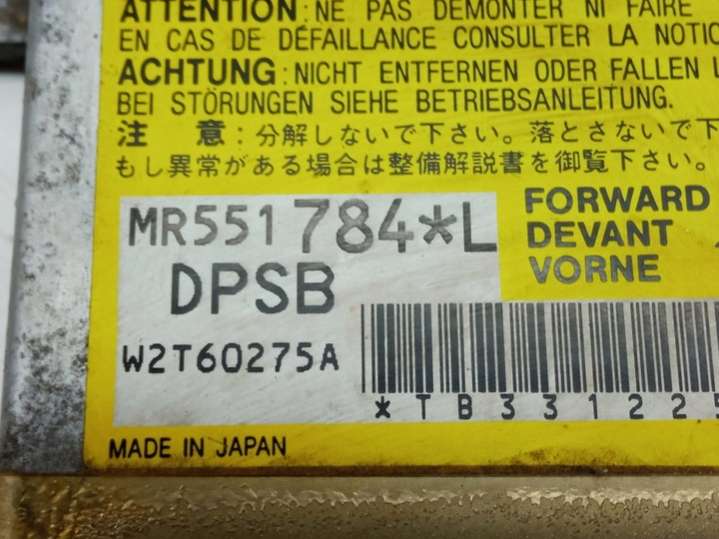 ATTENTION:NE PAS DEMONTER NI FAIRE
EN CAS DE DÉFAILLANCE CONSULTER LA NOTIC
ACHTUNG:NICHT ENTFERNEN ODER FALLEN L
BEI STÖRUNGEN SIEHE BETRIEBSANLEITUNG.
注 意:分解しないで下さい。落とさないで下
もし異常がある場合は整備解説書を御覧下さい。
MR551784*L
DPSB
W2T60275A
FORWARD
DEVANT
VORNE
*TB331225
MADE IN JAPAN